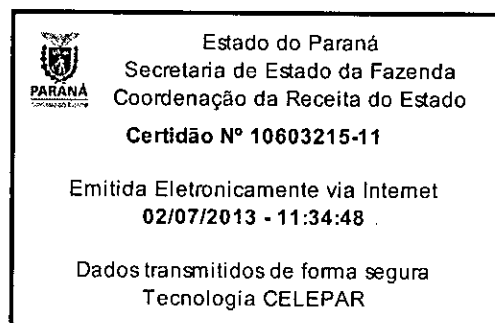 Estado do Paraná
Secretaria de Estado da Fazenda
PARANÁ
Coordenação da Receita do Estado
Certidão Nº 10603215-11
Emitida Eletronicamente via Internet
02/07/2013 - 11:34:48
Dados transmitidos de forma segura
Tecnologia CELEPAR